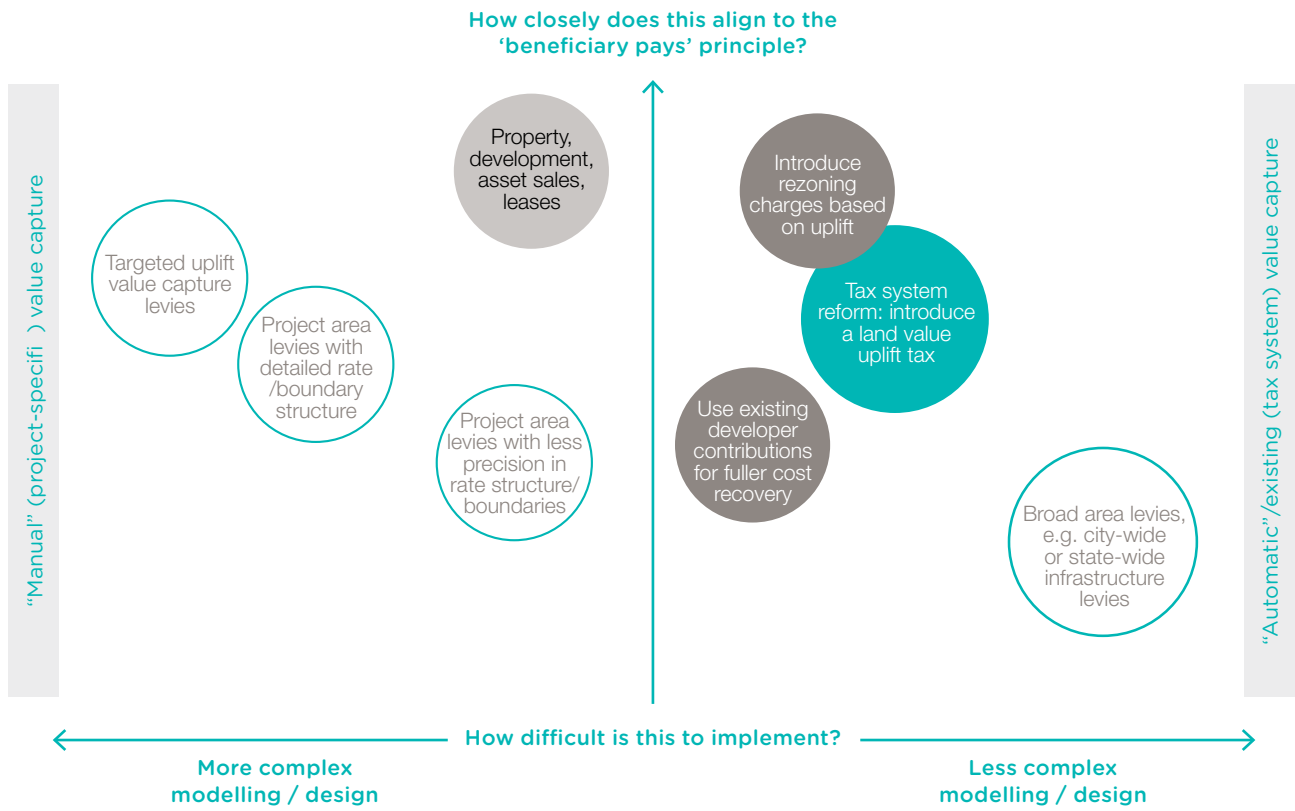 How closely does this align to the
‘beneficiary pays’ principle?
“Manual” (project-specifi ) value capture
“Automatic”/existing (tax system) value capture
Property,
development,
asset sales,
leases
Introduce
rezoning
charges based
on uplift
Targeted uplift
value capture
levies
Project area
levies with
detailed rate
/boundary
structure
Tax system
reform: introduce
a land value
uplift tax
Project area
levies with less
precision in
rate structure/
boundaries
Use existing
developer
contributions
for fuller cost
recovery
Broad area levies,
e.g. city-wide
or state-wide
infrastructure
levies
How difficult is this to implement?
More complex
modelling / design
Less complex
modelling / design